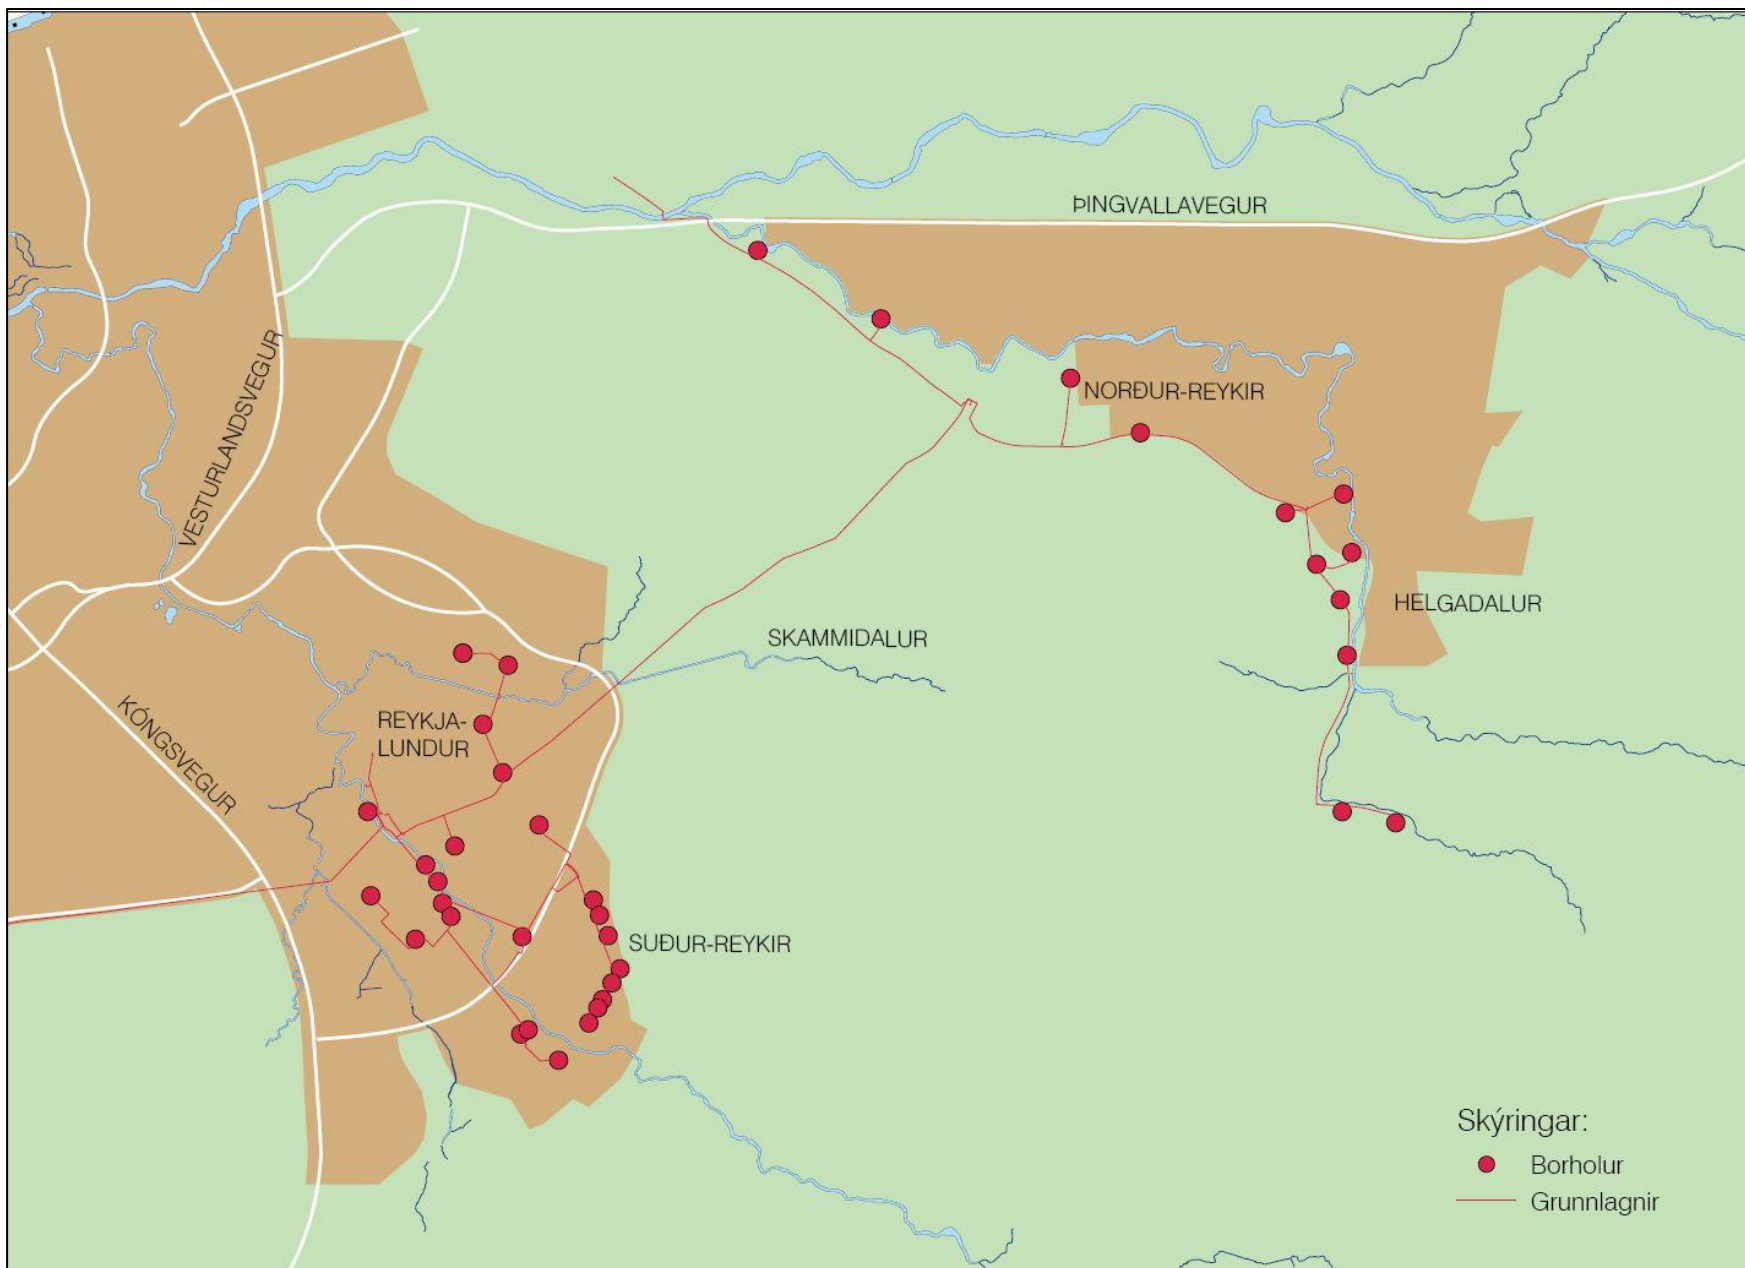 ÞINGVALLAVEGUR
VESTURLANDSVEGUR
NORÐUR-REYKIR
HELGADALUR
SKAMMIDALUR
KÓNGSVEGUR
REYKJA-
LUNDUR
SUÐUR-REYKIR
Skýringar:
Borholur
Grunnlagnir